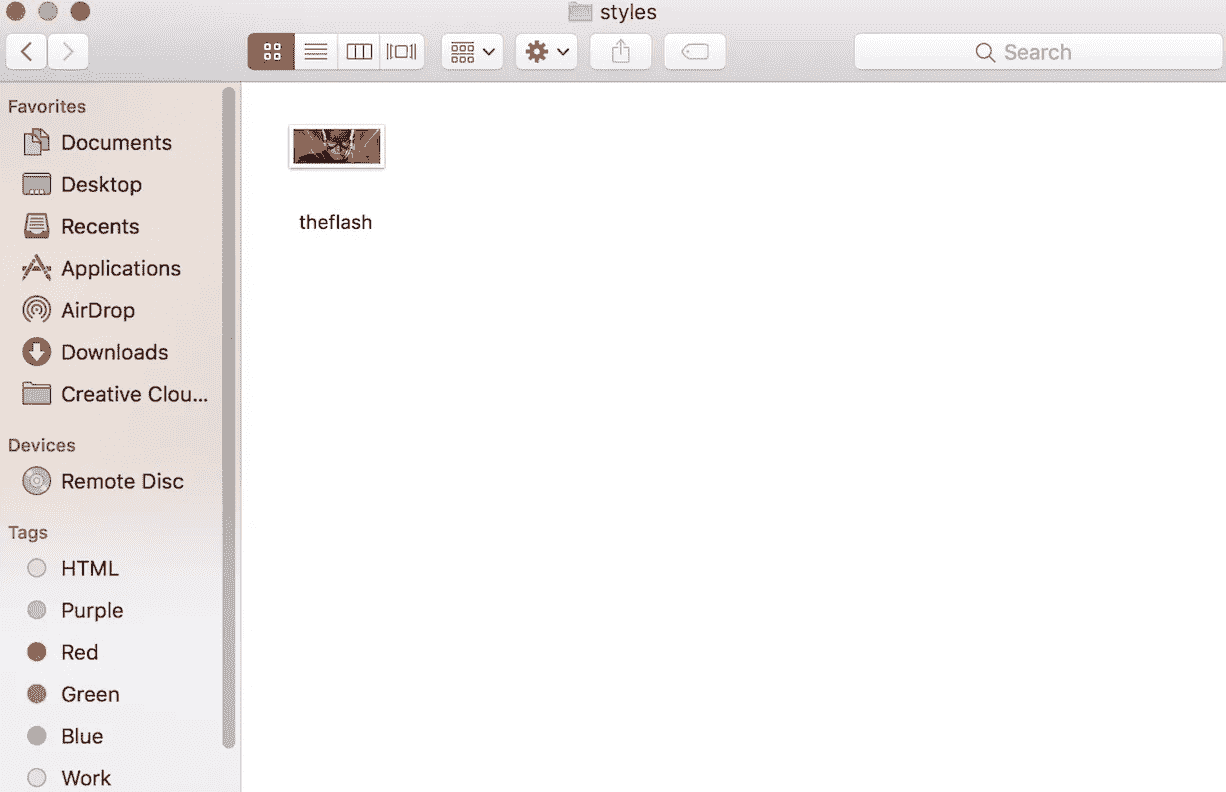 styles
Search
Favorites
Documents
Desktop
Recents
Applications
AirDrop
Downloads
Creative Clou...
Devices
Remote Disc
Tags
HTML
Purple
Red
Green
Blue
Work
theflash